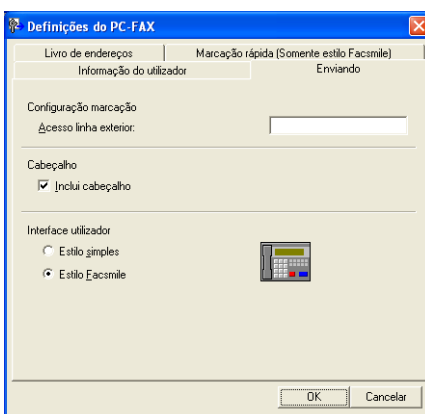 Definições do PC-FAX
Livro de endereços
Marcação rápida (Somente estilo Facsmile)
Informação do utilizador
Enviando
Configuração marcação
Acesso linha exterior:
Cabeçalho
Inclui cabeçalho
Interface utilizador
Estilo simples
Estilo Facsmile
OK
Cancelar